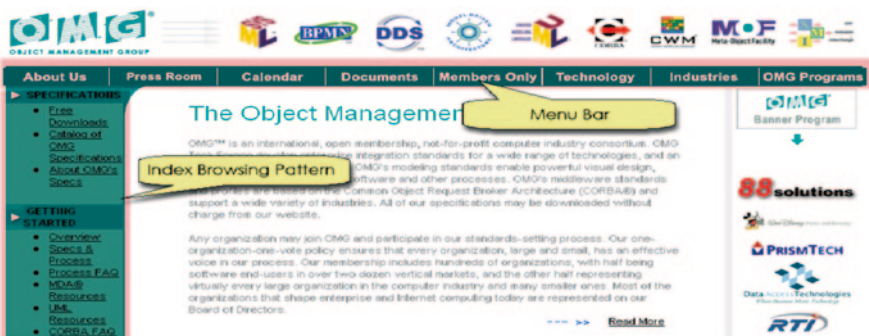 OMG
OBJECT MANAGEMENT GROUP
BPMN
DDS
CORBA
CWM
MOF
Meta-Object Facility
About Us
Press Room
Calendar
Documents
Members Only
Technology
Industries
OMG Programs
SPECIFICATIONS
Free
Downloads
Catalog of
OMG
Specifications
About OMG's
Specs
GETTING
STARTED
Overview
Specs &
Process
Process FAQ
MDA®
Resources
UML
Resources
CORBA FAQ
Index Browsing Pattern
The Object Managemen
Menu Bar
OMG™ is an international, open membership, not-for-profit computer industry consortium. OMG
integration standards for a wide range of technologies, and an
OMG's modeling standards enable powerful visual design,
software and other processes. OMG's middleware standards
and profiles are based on the Common Object Request Broker Architecture (CORBA®) and
support a wide variety of industries. All of our specifications may be downloaded without
charge from our website.
Any organization may join OMG and participate in our standards-setting process. Our one-
organization-one-vote policy ensures that every organization, large and small, has an effective
voice in our process. Our membership includes hundreds of organizations, with half being
software end-users in over two dozen vertical markets, and the other half representing
virtually every large organization in the computer industry and many smaller ones. Most of the
organizations that shape enterprise and Internet computing today are represented on our
Board of Directors.
--- >> Read More
OMG
Banner Program
88solutions
PRISMTECH
Data Access Technologies
RTI